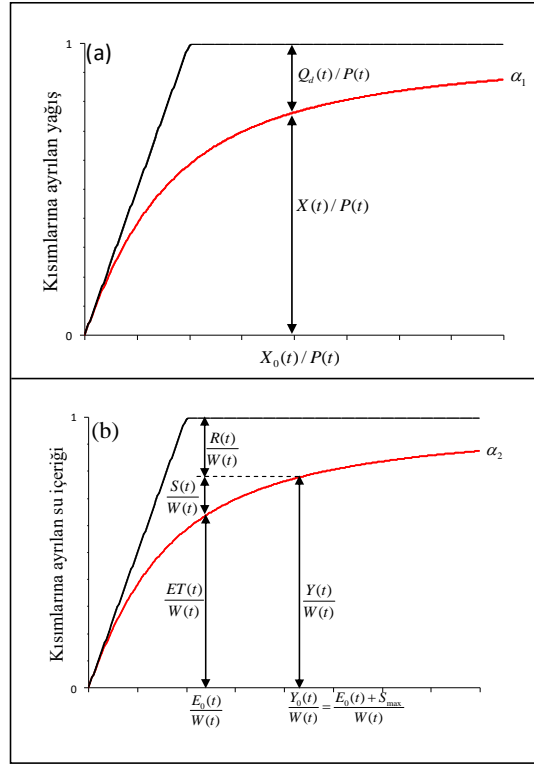 (a)
Kısımlarına ayrılan yağış
1
0
Q_d(t)/P(t)
α_1
X(t)/P(t)
X_0(t)/P(t)
(b)
Kısımlarına ayrılan su içeriği
1
0
R(t)/W(t)
α_2
S(t)/W(t)
ET(t)/W(t)
Y(t)/W(t)
E_0(t)/W(t)
Y_0(t)/W(t) = E_0(t)+S_max/W(t)